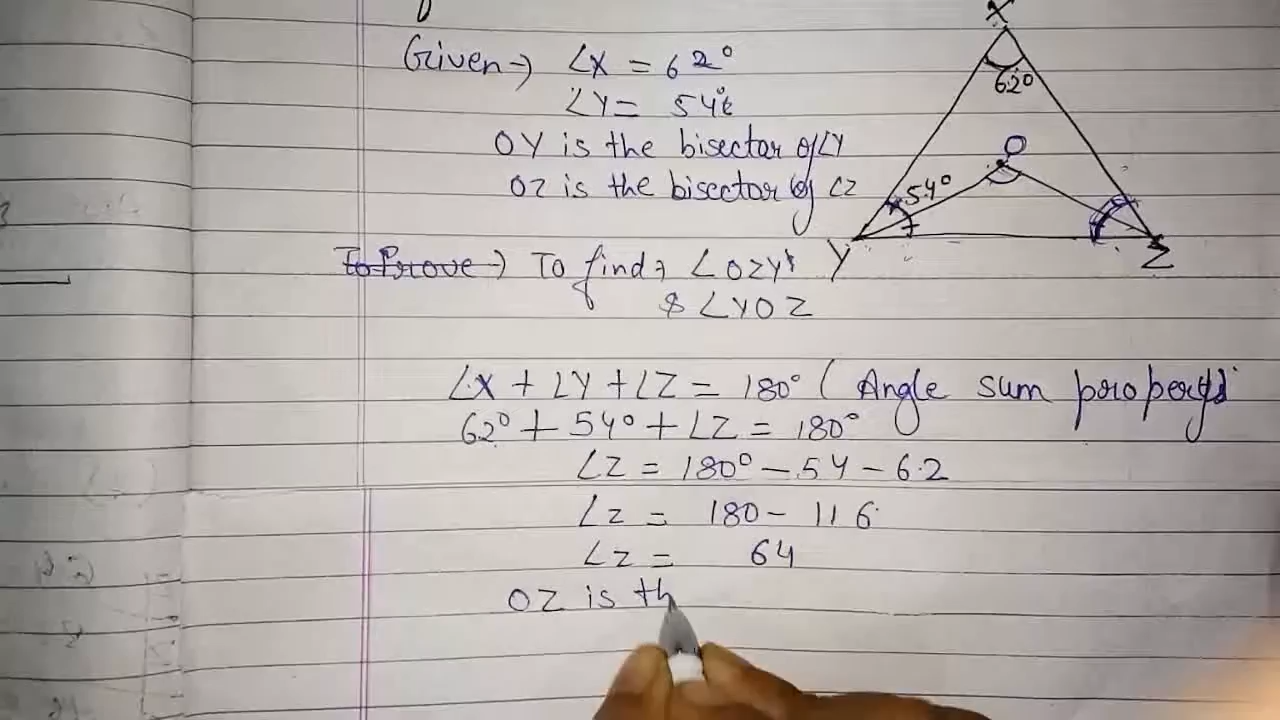 Given → ∠X = 62°
∠Y = 54°
OY is the bisector of ∠Y
OZ is the bisector of ∠Z
X
62°
O
54°
Y
Z
To Prove → To find → ∠OZY
& ∠YOZ
∠X + ∠Y + ∠Z = 180° ( Angle sum property
62° + 54° + ∠Z = 180°
∠Z = 180° – 54 – 62
∠Z = 180 – 116
∠Z = 64
OZ is th